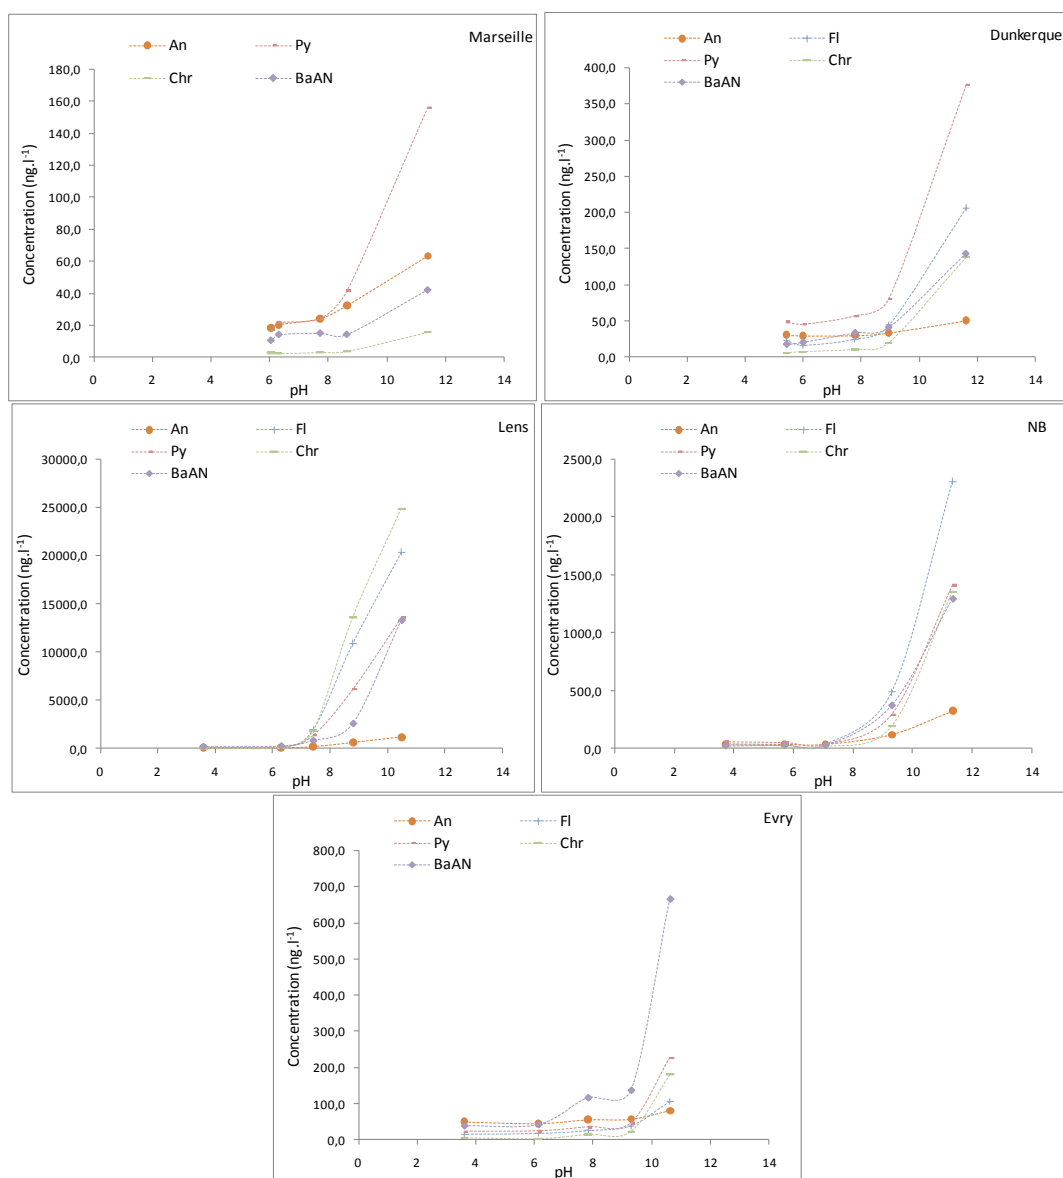 Marseille
An Py
Chr BaAN
180,0
160,0
140,0
120,0
100,0
80,0
60,0
40,0
20,0
0,0
Concentration (ng.l-1)
0 2 4 6 8 10 12 14
pH
Dunkerque
An Fl
Py Chr
BaAN
400,0
350,0
300,0
250,0
200,0
150,0
100,0
50,0
0,0
Concentration (ng.l-1)
0 2 4 6 8 10 12 14
pH
Lens
An Fl
Py Chr
BaAN
30000,0
25000,0
20000,0
15000,0
10000,0
5000,0
0,0
Concentration (ng.l-1)
0 2 4 6 8 10 12 14
pH
NB
An Fl
Py Chr
BaAN
2500,0
2000,0
1500,0
1000,0
500,0
0,0
Concentration (ng.l-1)
0 2 4 6 8 10 12 14
pH
Evry
An Fl
Py Chr
BaAN
800,0
700,0
600,0
500,0
400,0
300,0
200,0
100,0
0,0
Concentration (ng.l-1)
0 2 4 6 8 10 12 14
pH